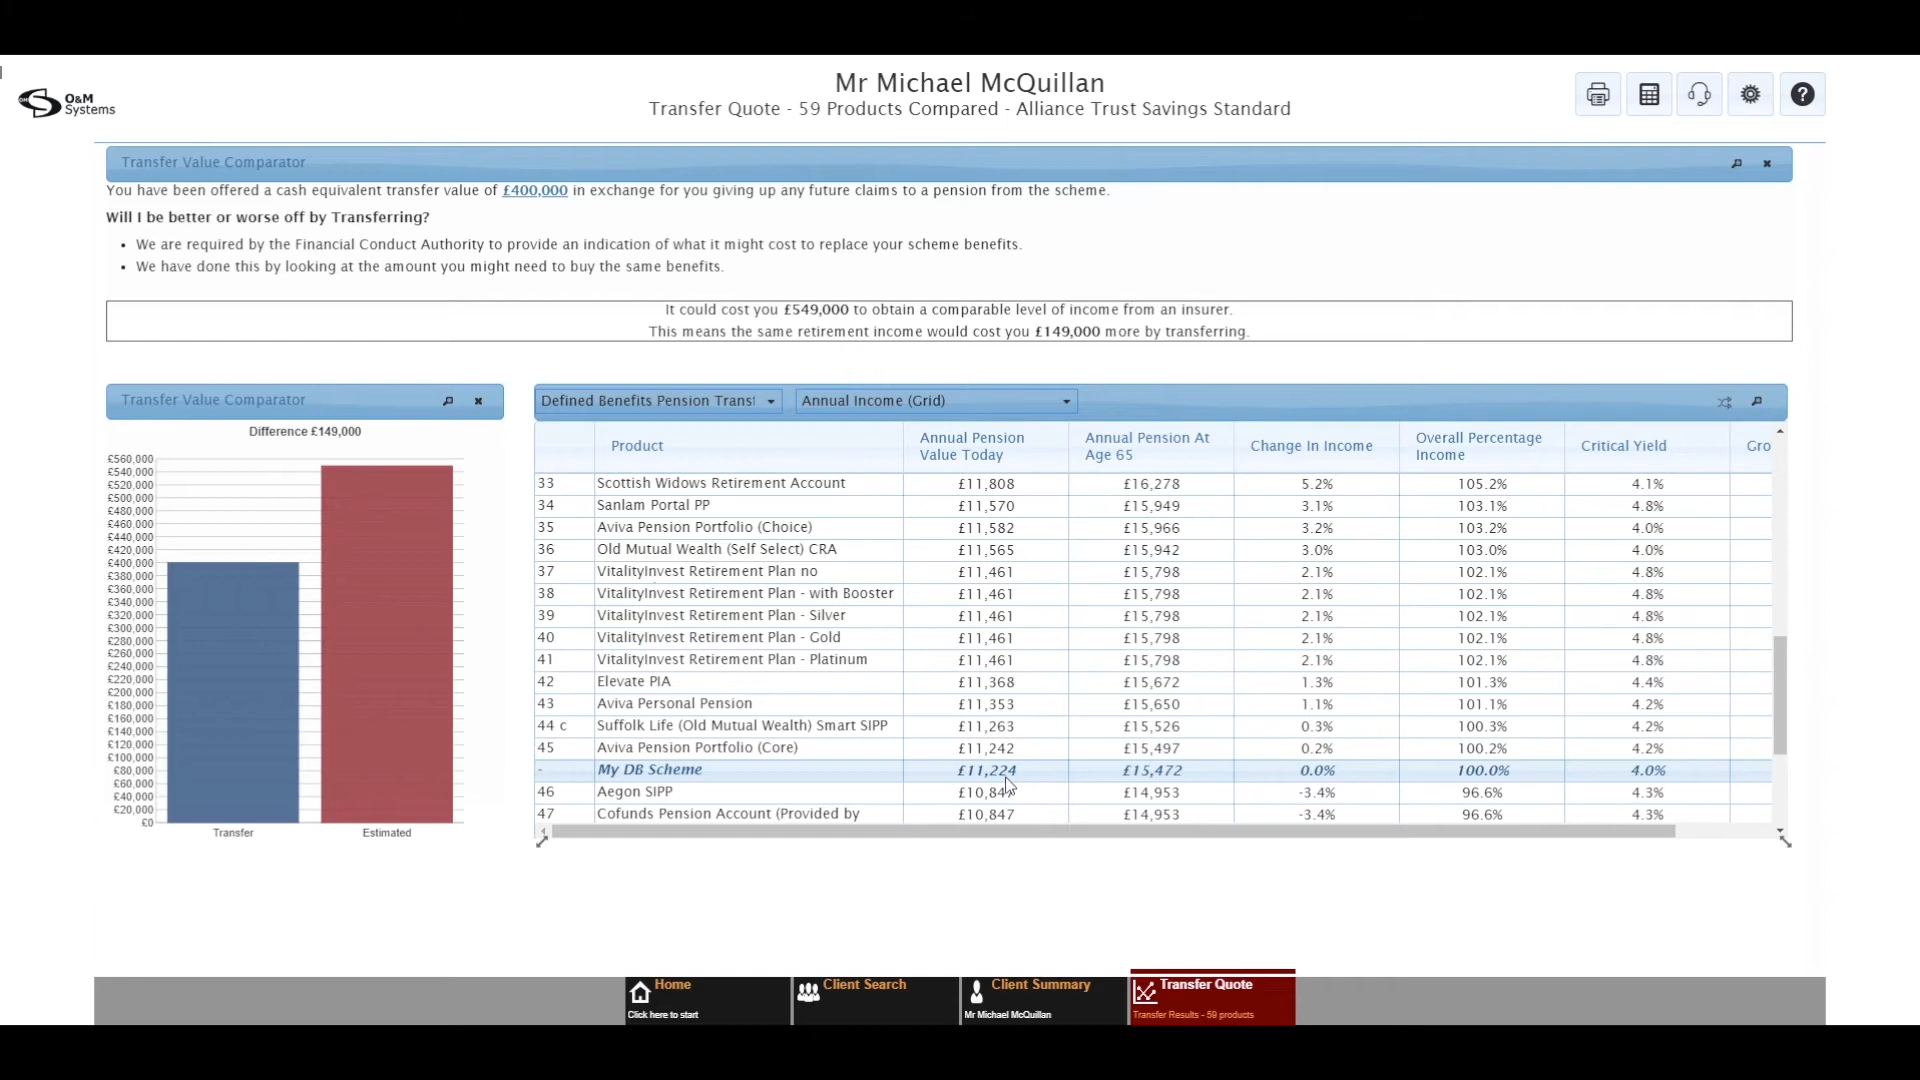 Mr Michael McQuillan
O&M
Systems
Transfer Quote - 59 Products Compared - Alliance Trust Savings Standard
Transfer Value Comparator
You have been offered a cash equivalent transfer value of £400,000 in exchange for you giving up any future claims to a pension from the scheme.
Will I be better or worse off by Transferring?
• We are required by the Financial Conduct Authority to provide an indication of what it might cost to replace your scheme benefits.
• We have done this by looking at the amount you might need to buy the same benefits.
It could cost you £549,000 to obtain a comparable level of income from an insurer.
This means the same retirement income would cost you £149,000 more by transferring.
Transfer Value Comparator
Difference £149,000
£560,000
£540,000
£520,000
£500,000
£480,000
£460,000
£440,000
£420,000
£400,000
£380,000
£360,000
£340,000
£320,000
£300,000
£280,000
£260,000
£240,000
£220,000
£200,000
£180,000
£160,000
£140,000
£120,000
£100,000
£80,000
£60,000
£40,000
£20,000
£0
Transfer Estimated
Defined Benefits Pension Transf Annual Income (Grid)
Product Annual Pension Value Today Annual Pension At Age 65 Change In Income Overall Percentage Income Critical Yield Gro
33 Scottish Widows Retirement Account £11,808 £16,278 5.2% 105.2% 4.1%
34 Sanlam Portal PP £11,570 £15,949 3.1% 103.1% 4.8%
35 Aviva Pension Portfolio (Choice) £11,582 £15,966 3.2% 103.2% 4.0%
36 Old Mutual Wealth (Self Select) CRA £11,565 £15,942 3.0% 103.0% 4.0%
37 VitalityInvest Retirement Plan no £11,461 £15,798 2.1% 102.1% 4.8%
38 VitalityInvest Retirement Plan - with Booster £11,461 £15,798 2.1% 102.1% 4.8%
39 VitalityInvest Retirement Plan - Silver £11,461 £15,798 2.1% 102.1% 4.8%
40 VitalityInvest Retirement Plan - Gold £11,461 £15,798 2.1% 102.1% 4.8%
41 VitalityInvest Retirement Plan - Platinum £11,461 £15,798 2.1% 102.1% 4.8%
42 Elevate PIA £11,368 £15,672 1.3% 101.3% 4.4%
43 Aviva Personal Pension £11,353 £15,650 1.1% 101.1% 4.2%
44 c Suffolk Life (Old Mutual Wealth) Smart SIPP £11,263 £15,526 0.3% 100.3% 4.2%
45 Aviva Pension Portfolio (Core) £11,242 £15,497 0.2% 100.2% 4.2%
- My DB Scheme £11,224 £15,472 0.0% 100.0% 4.0%
46 Aegon SIPP £10,847 £14,953 -3.4% 96.6% 4.3%
47 Cofunds Pension Account (Provided by £10,847 £14,953 -3.4% 96.6% 4.3%
Home
Click here to start
Client Search
Client Summary
Mr Michael McQuillan
Transfer Quote
Transfer Results - 59 products